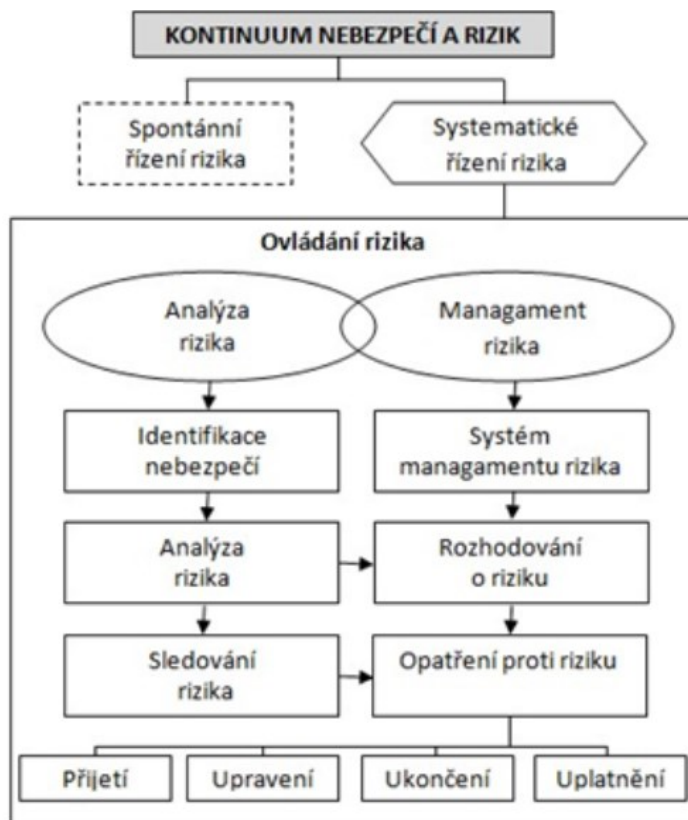 KONTINUUM NEBEZPEČÍ A RIZIK
Spontánní
řízení rizika
Systematické
řízení rizika
Ovládání rizika
Analýza
rizika
Managament
rizika
Identifikace
nebezpečí
Systém
managamentu rizika
Analýza
rizika
Rozhodování
o riziku
Sledování
rizika
Opatření proti riziku
Přijetí
Upravení
Ukončení
Uplatnění